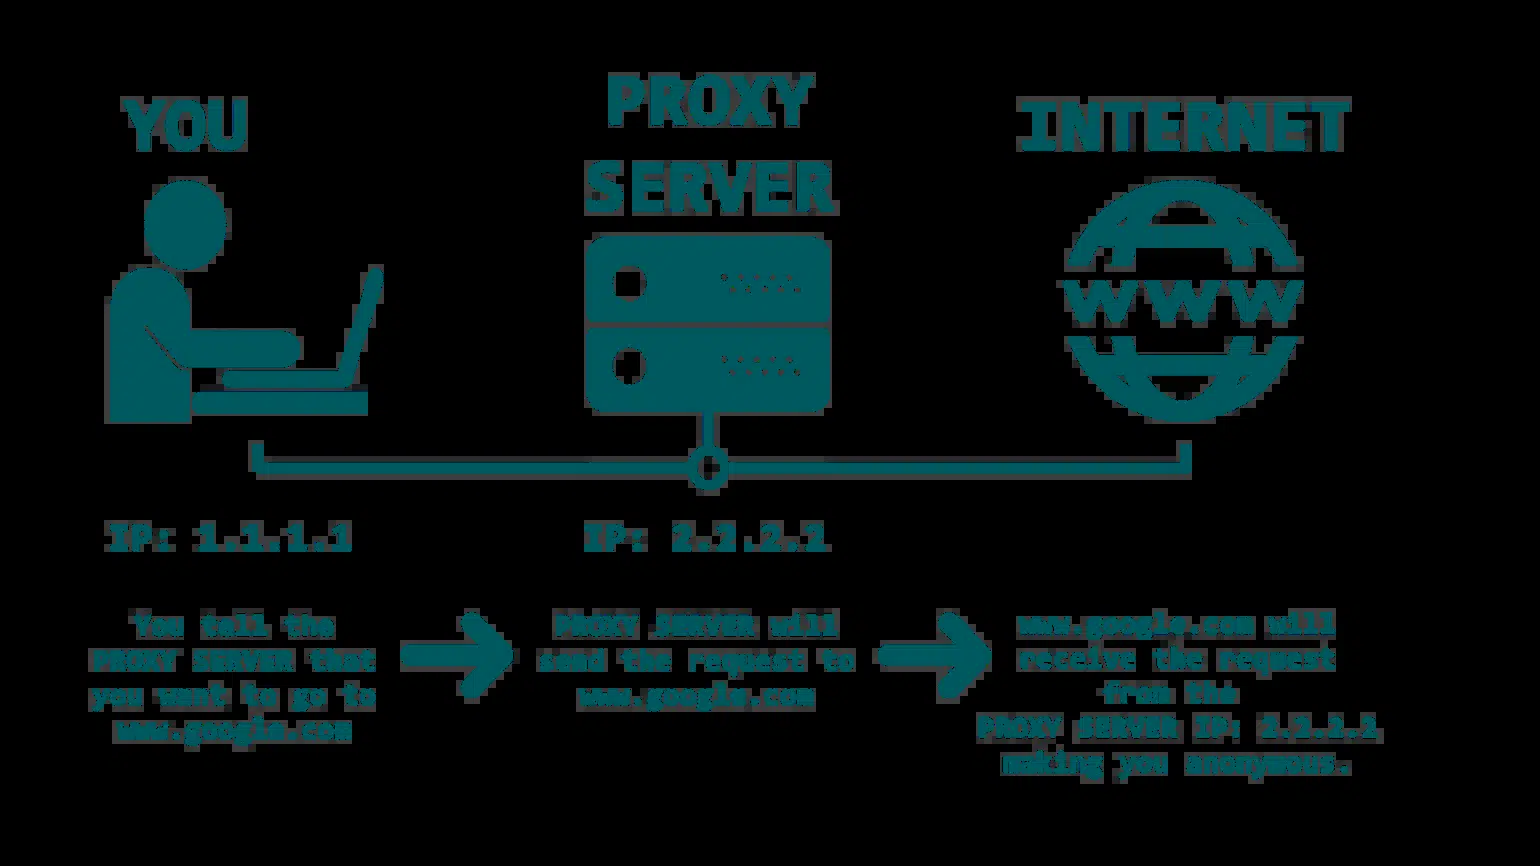 YOU
PROXY
SERVER
INTERNET
WWW
IP: 1.1.1.1
IP: 2.2.2.2
You tell the
PROXY SERVER that
you want to go to
www.google.com
PROXY SERVER will
send the request to
www.google.com
www.google.com will
receive the request
from the
PROXY SERVER IP: 2.2.2.2
making you anonymous.